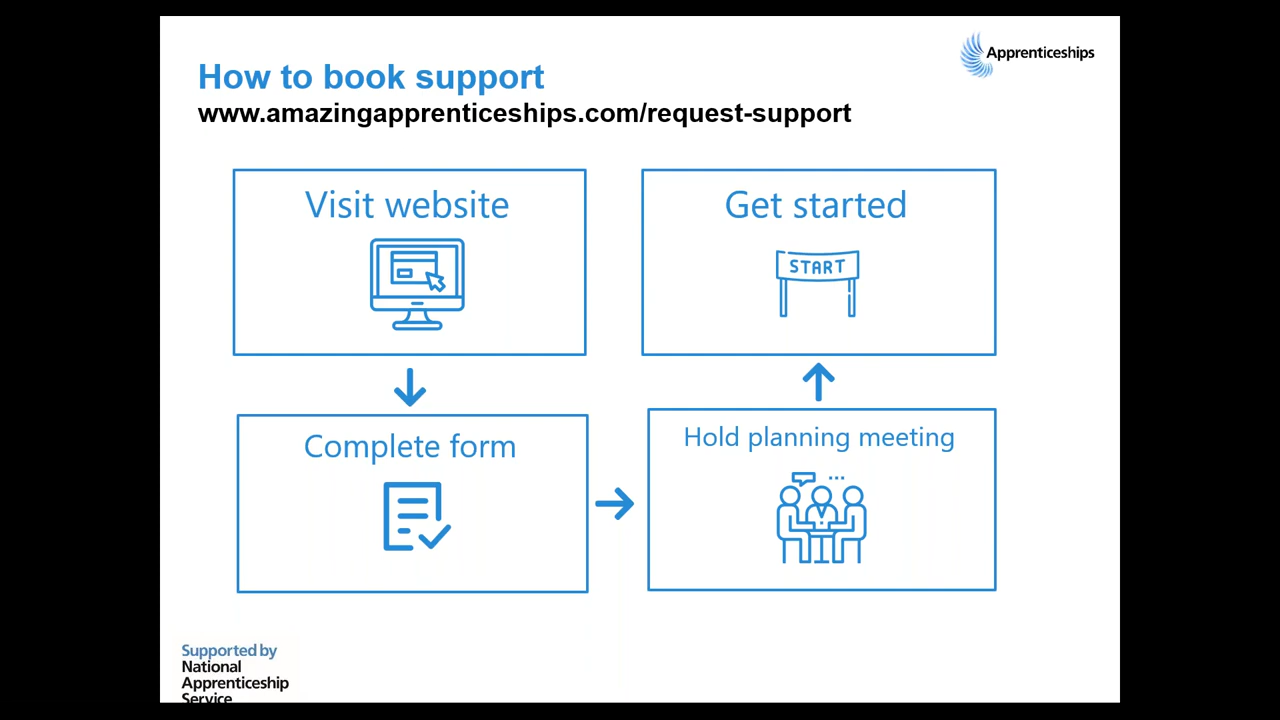 Apprenticeships
How to book support
www.amazingapprenticeships.com/request-support
Visit website
Complete form
Hold planning meeting
Get started
START
Supported by
National
Apprenticeship
Service